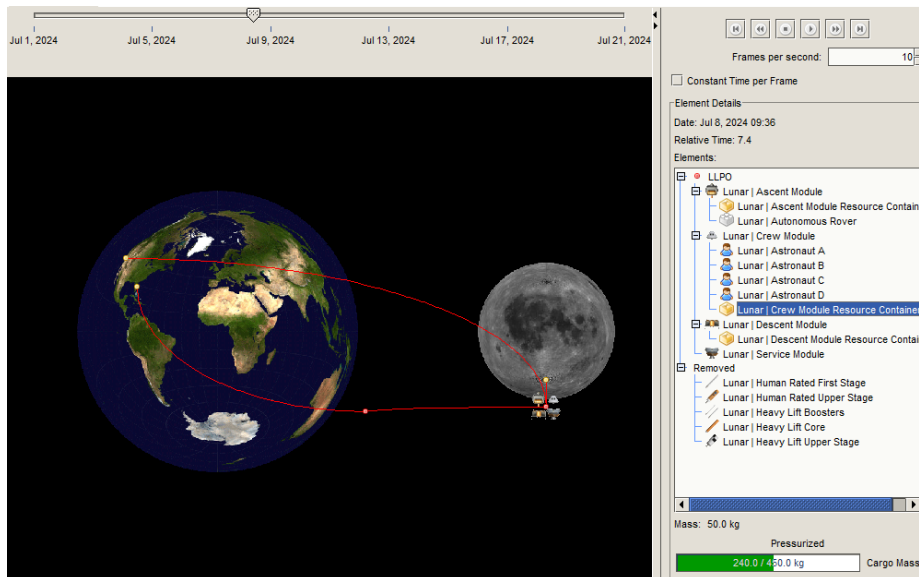 Jul 1, 2024 Jul 5, 2024 Jul 9, 2024 Jul 13, 2024 Jul 17, 2024 Jul 21, 2024
Frames per second: 10
Constant Time per Frame
Element Details
Date: Jul 8, 2024 09:36
Relative Time: 7.4
Elements:
LLPO
Lunar | Ascent Module
Lunar | Ascent Module Resource Contain
Lunar | Autonomous Rover
Lunar | Crew Module
Lunar | Astronaut A
Lunar | Astronaut B
Lunar | Astronaut C
Lunar | Astronaut D
Lunar | Crew Module Resource Container
Lunar | Descent Module
Lunar | Descent Module Resource Contai
Lunar | Service Module
Removed
Lunar | Human Rated First Stage
Lunar | Human Rated Upper Stage
Lunar | Heavy Lift Boosters
Lunar | Heavy Lift Core
Lunar | Heavy Lift Upper Stage
Mass: 50.0 kg
Pressurized
240.0 / 450.0 kg Cargo Mass